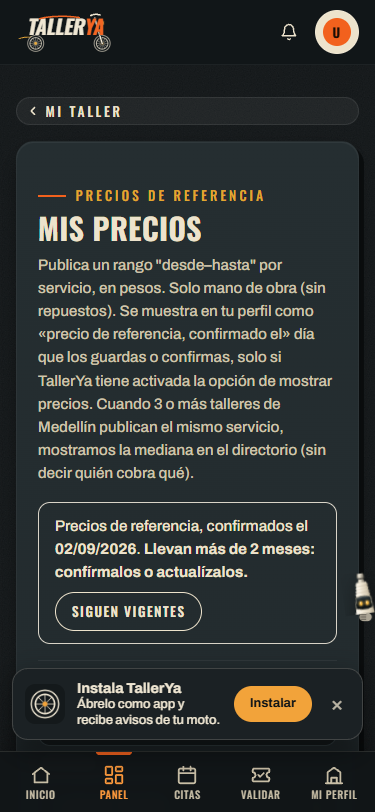 TALLERYA
U
MI TALLER
PRECIOS DE REFERENCIA
MIS PRECIOS
Publica un rango "desde–hasta" por
servicio, en pesos. Solo mano de obra (sin
repuestos). Se muestra en tu perfil como
«precio de referencia, confirmado el» día
que los guardas o confirmas, solo si
TallerYa tiene activada la opción de mostrar
precios. Cuando 3 o más talleres de
Medellín publican el mismo servicio,
mostramos la mediana en el directorio (sin
decir quién cobra qué).
Precios de referencia, confirmados el
02/09/2026. Llevan más de 2 meses:
confírmalos o actualízalos.
SIGUEN VIGENTES
Instala TallerYa
Ábrelo como app y
recibe avisos de tu moto.
Instalar
INICIO
PANEL
CITAS
VALIDAR
MI PERFIL